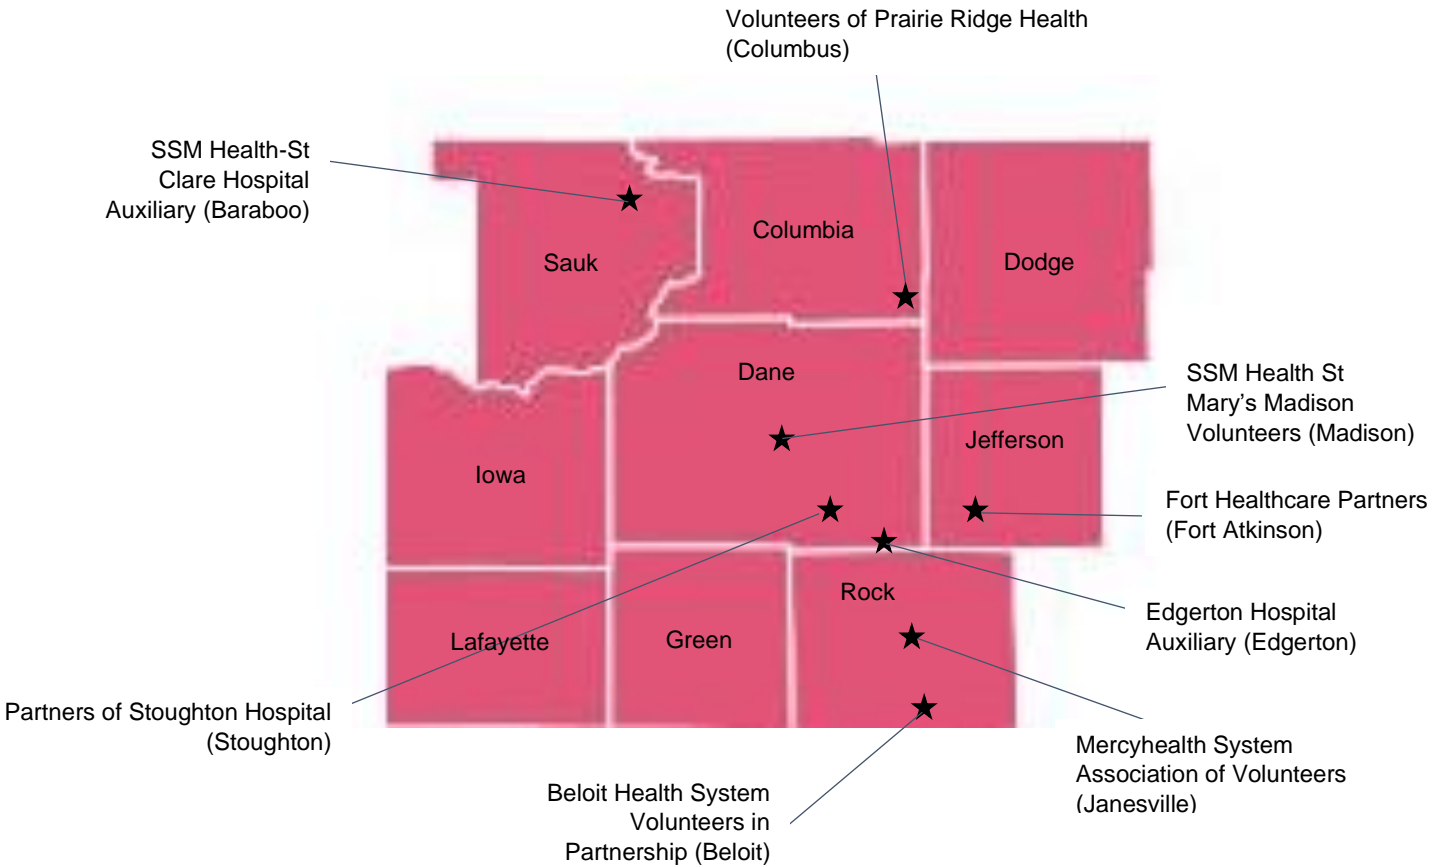 Volunteers of Prairie Ridge Health
(Columbus)
SSM Health-St
Clare Hospital
Auxiliary (Baraboo)
Columbia
Sauk
Dodge
Dane
SSM Health St
Mary’s Madison
Volunteers (Madison)
Jefferson
Iowa
Fort Healthcare Partners
(Fort Atkinson)
Rock
Edgerton Hospital
Auxiliary (Edgerton)
Lafayette
Green
Partners of Stoughton Hospital
(Stoughton)
Mercyhealth System
Association of Volunteers
(Janesville)
Beloit Health System
Volunteers in
Partnership (Beloit)